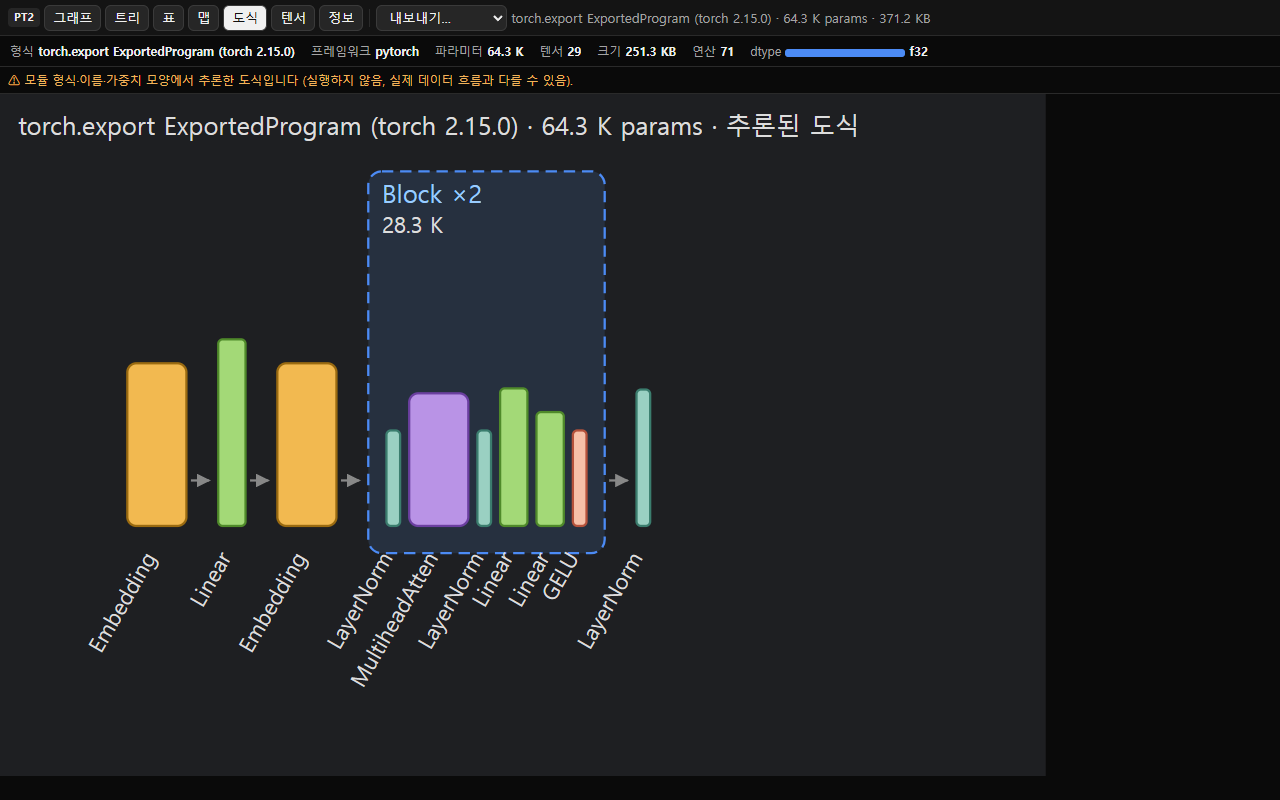 PT2 그래프 트리 표 맵 도식 텐서 정보 내보내기... torch.export ExportedProgram (torch 2.15.0) · 64.3 K params · 371.2 KB
형식 torch.export ExportedProgram (torch 2.15.0) 프레임워크 pytorch 파라미터 64.3 K 텐서 29 크기 251.3 KB 연산 71 dtype f32
⚠ 모듈 형식·이름·가중치 모양에서 추론한 도식입니다 (실행하지 않음, 실제 데이터 흐름과 다를 수 있음).
torch.export ExportedProgram (torch 2.15.0) · 64.3 K params · 추론된 도식
Block ×2
28.3 K
Embedding
Linear
Embedding
LayerNorm
MultiheadAtten
LayerNorm
Linear
Linear
GELU
LayerNorm